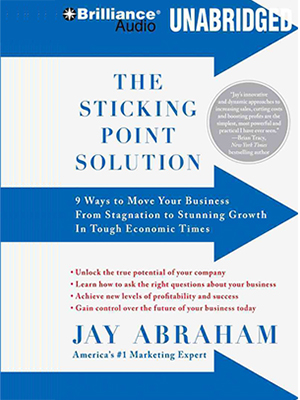 Brilliance Audio
UNABRIDGED
THE
STICKING
POINT
SOLUTION
"Jay's innovative
and dynamic approaches to
increasing sales, cutting costs
and boosting profits are the
simplest, most powerful and
practical I have ever seen."
—Brian Tracy,
New York Times
bestselling author
9 Ways to Move Your Business
From Stagnation to Stunning Growth
In Tough Economic Times
• Unlock the true potential of your company
• Learn how to ask the right questions about your business
• Achieve new levels of profitability and success
• Gain control over the future of your business today
JAY ABRAHAM
America's #1 Marketing Expert